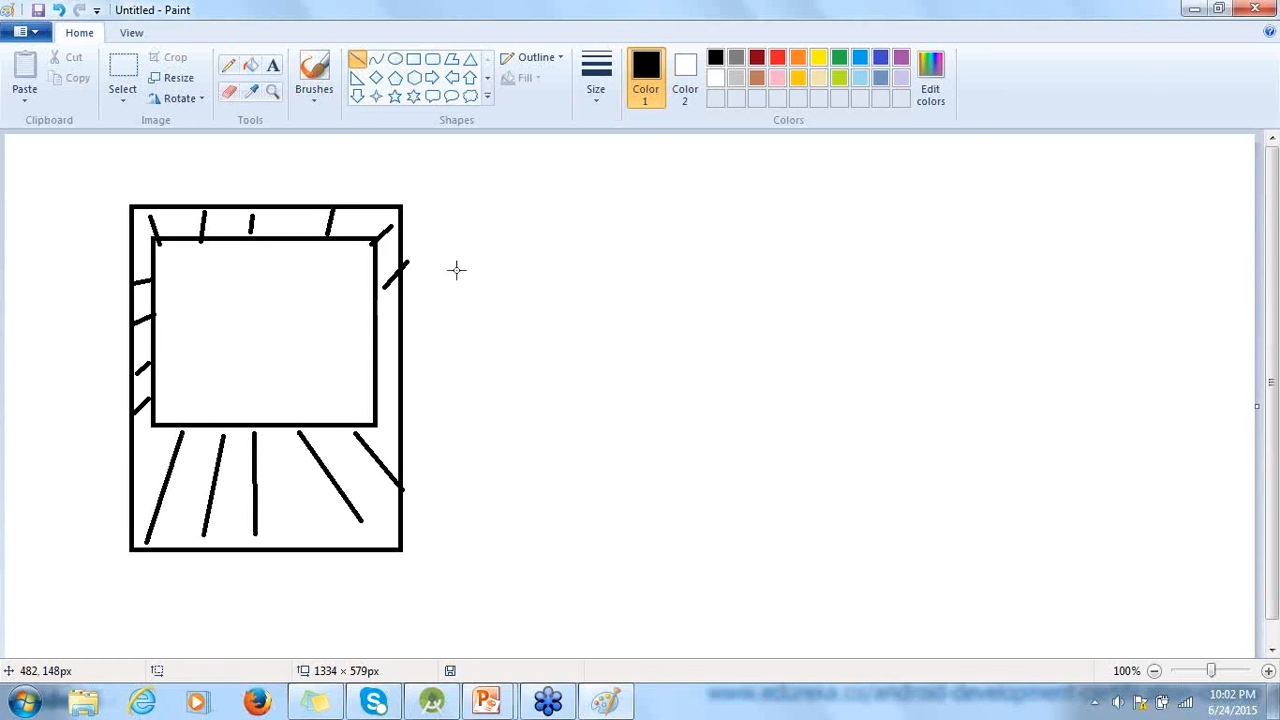 Untitled - Paint
Home
View
Paste
Cut
Copy
Clipboard
Select
Crop
Resize
Rotate
Image
A
Tools
Brushes
Outline
Fill
Shapes
Size
Color 1
Color 2
Edit colors
Colors
482, 148px
1334 × 579px
100%
10:02 PM
6/24/2015